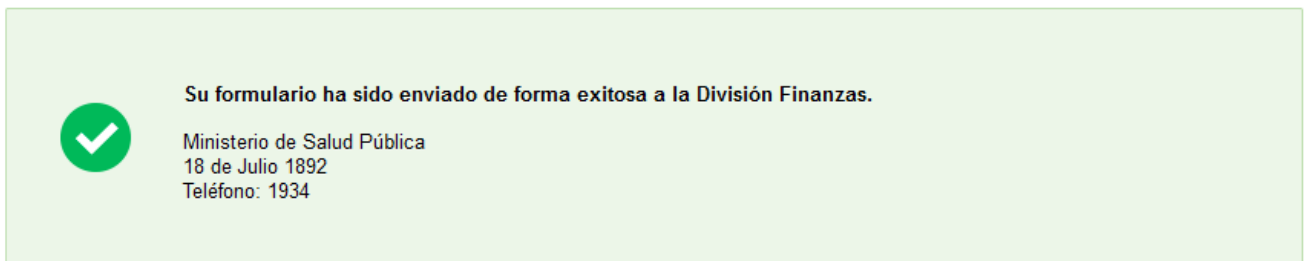 Su formulario ha sido enviado de forma exitosa a la División Finanzas.
Ministerio de Salud Pública
18 de Julio 1892
Teléfono: 1934